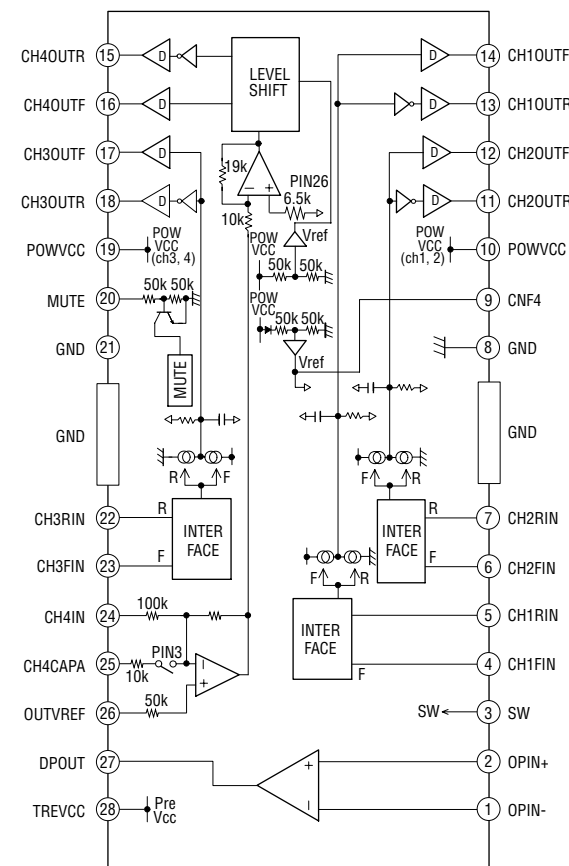 CH4OUTR 15 D
LEVEL
SHIFT
D 14 CH1OUTF
CH4OUTF 16 D
D 13 CH1OUTR
CH3OUTF 17 D
D 12 CH2OUTF
19k
− +
PIN26
6.5k
CH3OUTR 18 D
D 11 CH2OUTR
10k
POWVCC 19
POW
VCC
(ch3, 4)
POW
VCC
Vref
50k 50k
POW
VCC
(ch1, 2)
10 POWVCC
MUTE 20
50k 50k
POW
VCC
50k 50k
Vref
9 CNF4
GND 21
MUTE
8 GND
GND
GND
R F
F R
CH3RIN 22 R
INTER
FACE
CH3FIN 23 F
INTER
FACE
R 7 CH2RIN
F 6 CH2FIN
F R
CH4IN 24 100k
INTER
FACE
5 CH1RIN
F 4 CH1FIN
CH4CAPA 25 10k
PIN3
−
+
OUTVREF 26 50k
SW 3 SW
DPOUT 27
+ 2 OPIN+
− 1 OPIN-
TREVCC 28
Pre
Vcc